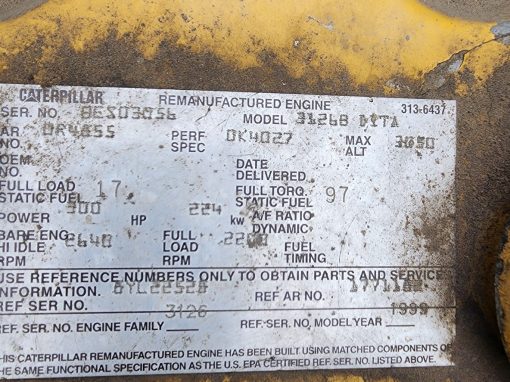 CATERPILLAR REMANUFACTURED ENGINE 313-6437
SER. NO. BES03056 MODEL 3126B DITA
AR 0R4855 PERF SPEC 0K4027 MAX ALT 3050
OEM NO.
DATE DELIVERED
FULL LOAD STATIC FUEL 17 FULL TORQ. STATIC FUEL 97
POWER 300 HP 224 kw A/F RATIO DYNAMIC
BARE ENG. HI IDLE RPM 2640 FULL LOAD RPM 2200 FUEL TIMING
USE REFERENCE NUMBERS ONLY TO OBTAIN PARTS AND SERVICE
INFORMATION. REF AR NO.
REF SER NO. 3126 1999
REF. SER. NO. ENGINE FAMILY REF. SER. NO. MODEL YEAR
THIS CATERPILLAR REMANUFACTURED ENGINE HAS BEEN BUILT USING MATCHED COMPONENTS OF
THE SAME FUNCTIONAL SPECIFICATION AS THE U.S. EPA CERTIFIED REF. SER. NO. LISTED ABOVE.